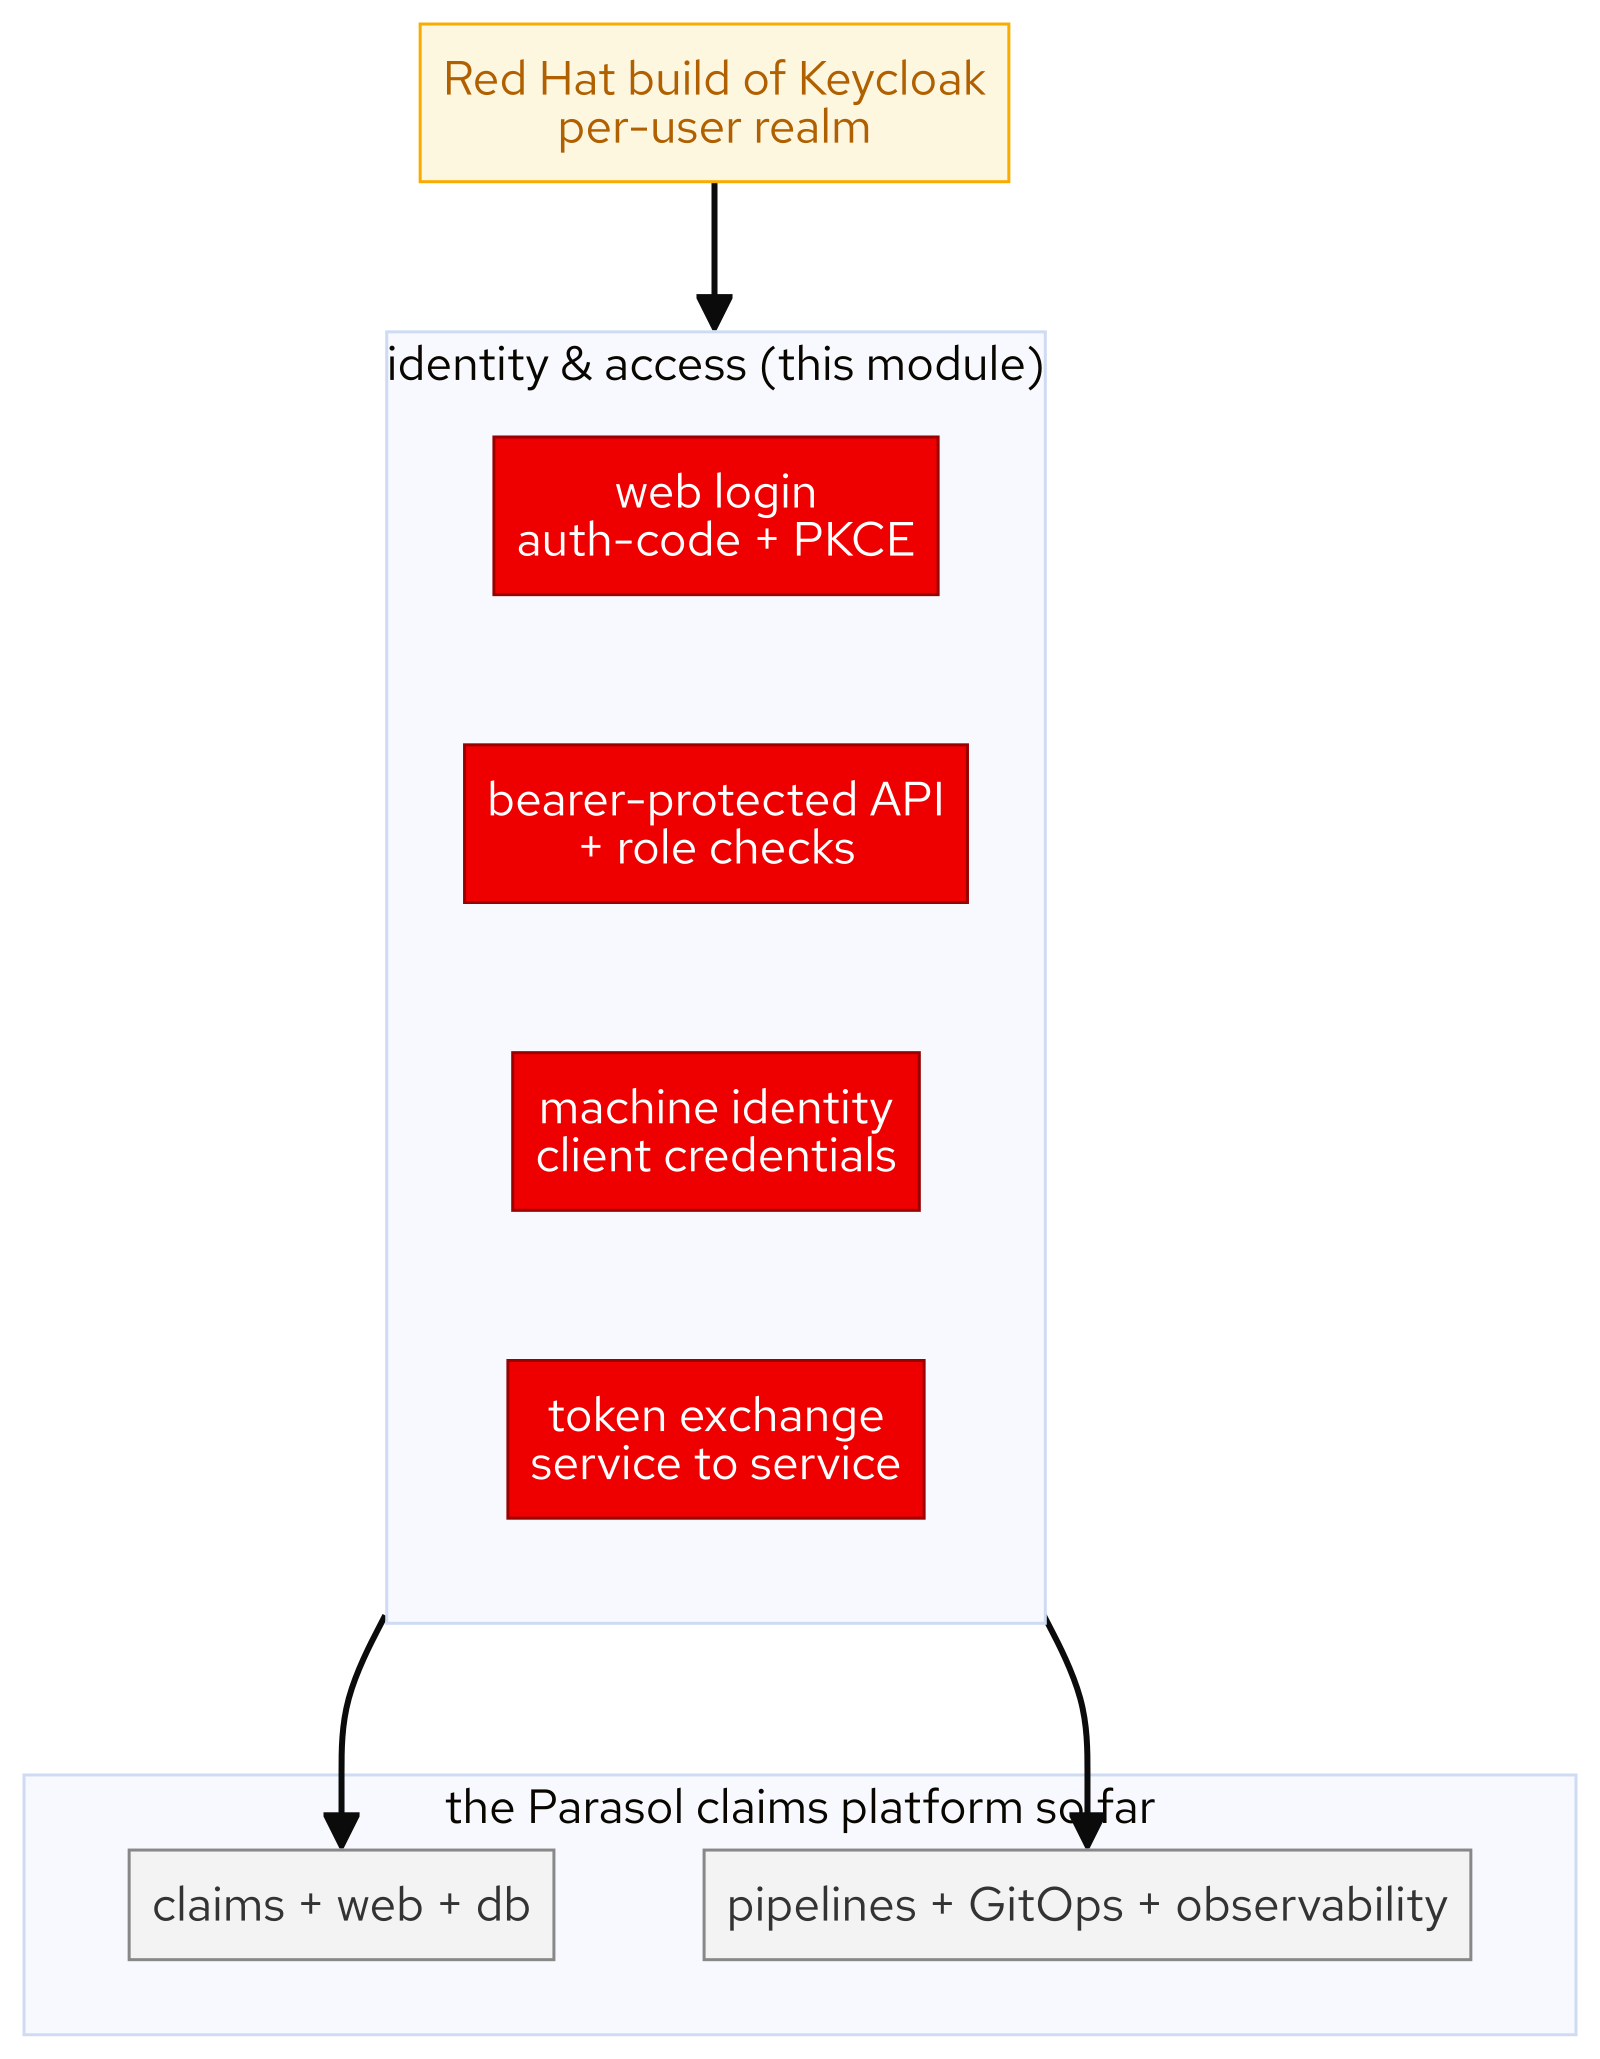 Red Hat build of Keycloak
per-user realm
identity & access (this module)
web login
auth-code + PKCE
bearer-protected API
+ role checks
machine identity
client credentials
token exchange
service to service
the Parasol claims platform so far
claims + web + db
pipelines + GitOps + observability